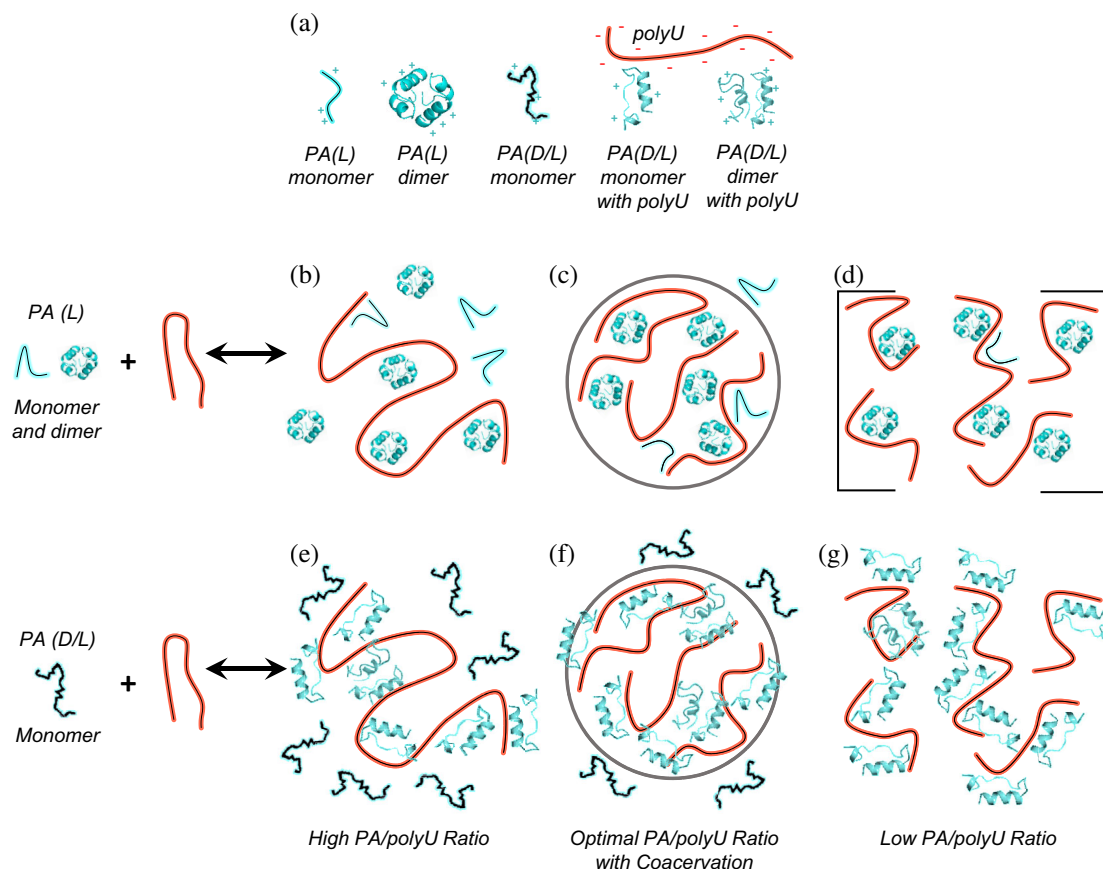 (a)
polyU
PA(L)
monomer
PA(L)
dimer
PA(D/L)
monomer
PA(D/L)
monomer
with polyU
PA(D/L)
dimer
with polyU
(b)
(c)
(d)
PA (L)
+
Monomer
and dimer
(e)
(f)
(g)
PA (D/L)
+
Monomer
High PA/polyU Ratio
Optimal PA/polyU Ratio
with Coacervation
Low PA/polyU Ratio